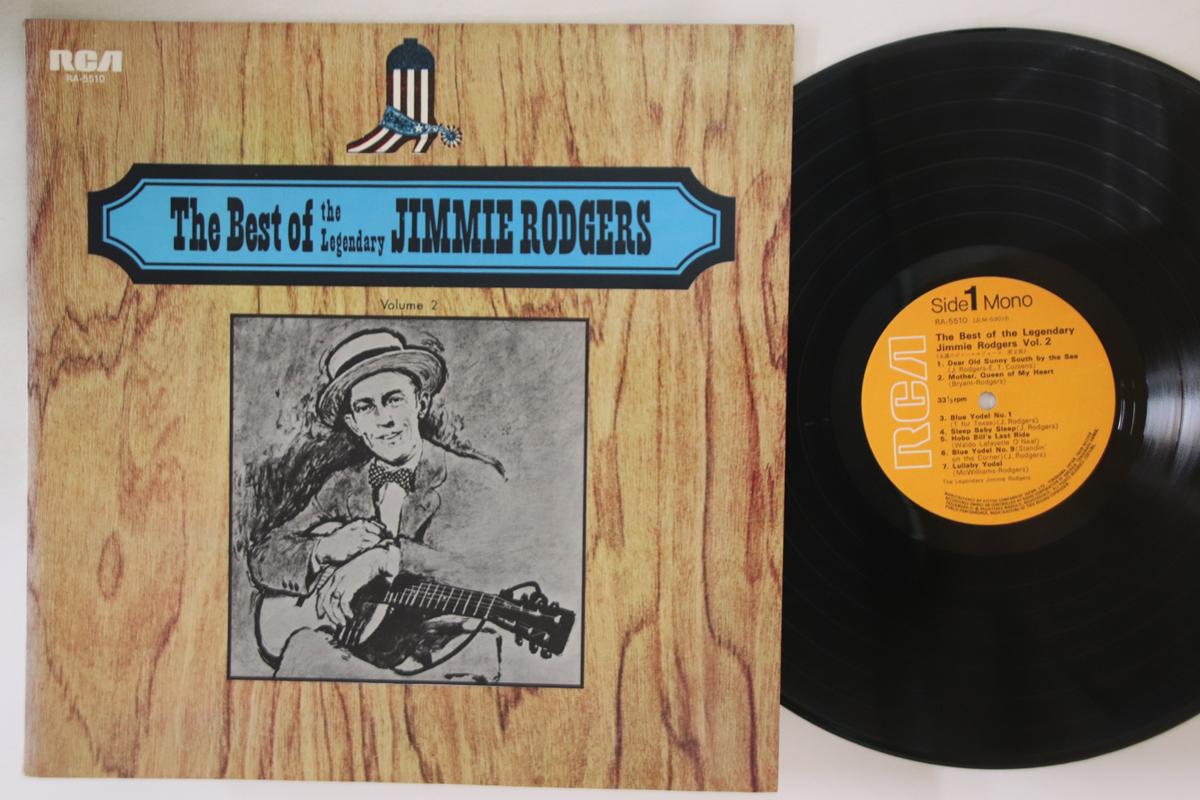 RCA
RA-5510
The Best of the Legendary JIMMIE RODGERS
Volume 2
Side 1 Mono
RA-5510
The Best of the Legendary
Jimmie Rodgers Vol. 2
1. Dear Old Sunny South by the Sea
(J. Rodgers-E. T. Cozzens)
2. Mother, Queen of My Heart
(Bryant-Rodgers)
33⅓ rpm
3. Blue Yodel No. 1
(T for Texas)(J. Rodgers)
4. Sleep Baby Sleep(J. Rodgers)
5. Hobo Bill's Last Ride
(Waldo Lafayette O'Neal)
6. Blue Yodel No. 9(Standin'
on the Corner)(J. Rodgers)
7. Lullaby Yodel
(McWilliams-Rodgers)
The Legendary Jimmie Rodgers
RCA